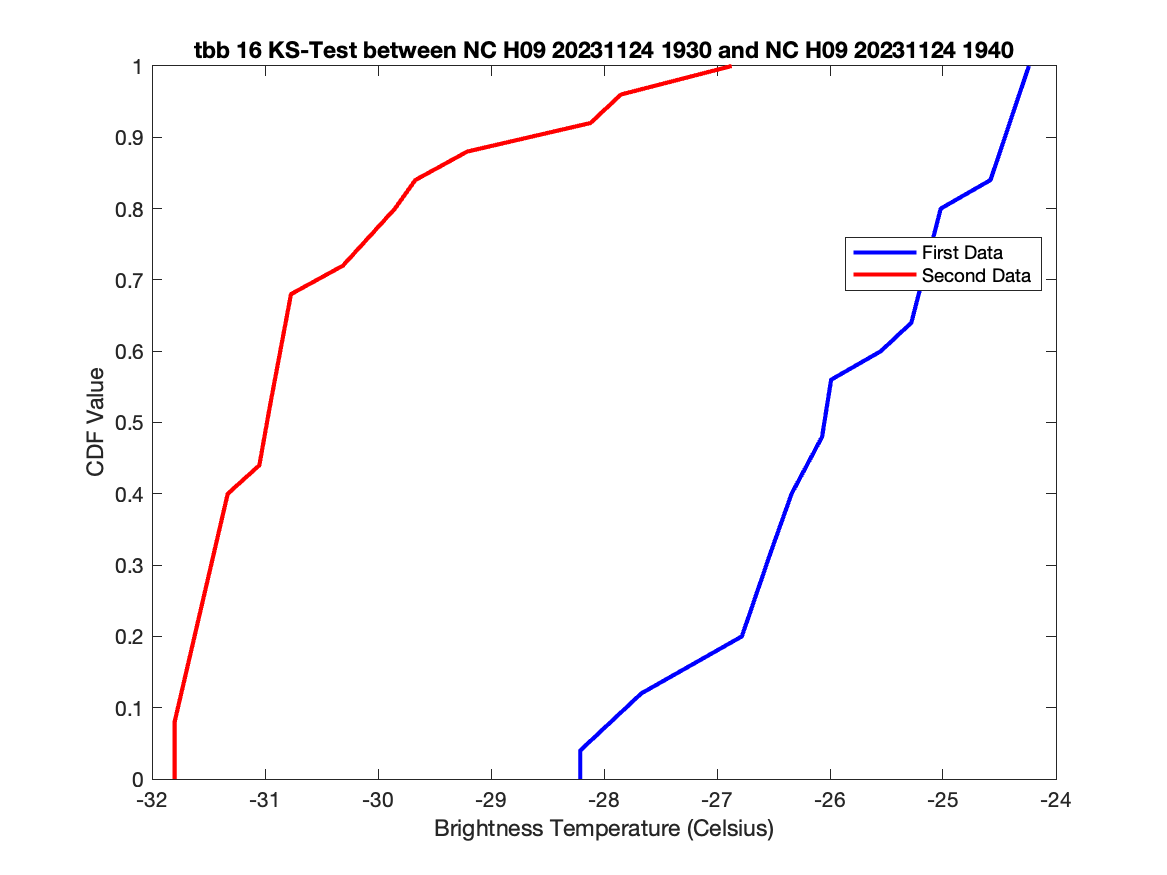 tbb 16 KS-Test between NC H09 20231124 1930 and NC H09 20231124 1940
1
0.9
0.8
0.7
0.6
0.5
0.4
0.3
0.2
0.1
0
CDF Value
First Data
Second Data
-32 -31 -30 -29 -28 -27 -26 -25 -24
Brightness Temperature (Celsius)